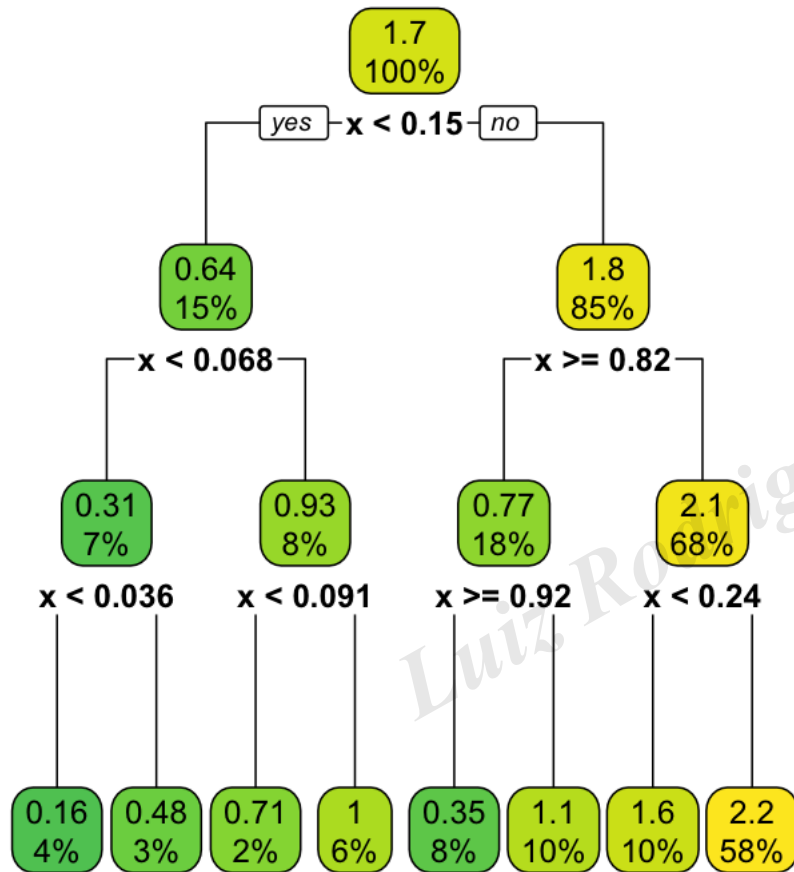 1.7
100%
yes x < 0.15 no
0.64 1.8
15% 85%
x < 0.068 x >= 0.82
0.31 0.93 0.77 2.1
7% 8% 18% 68%
x < 0.036 x < 0.091 x >= 0.92 x < 0.24
0.16 0.48 0.71 1 0.35 1.1 1.6 2.2
4% 3% 2% 6% 8% 10% 10% 58%
Luiz